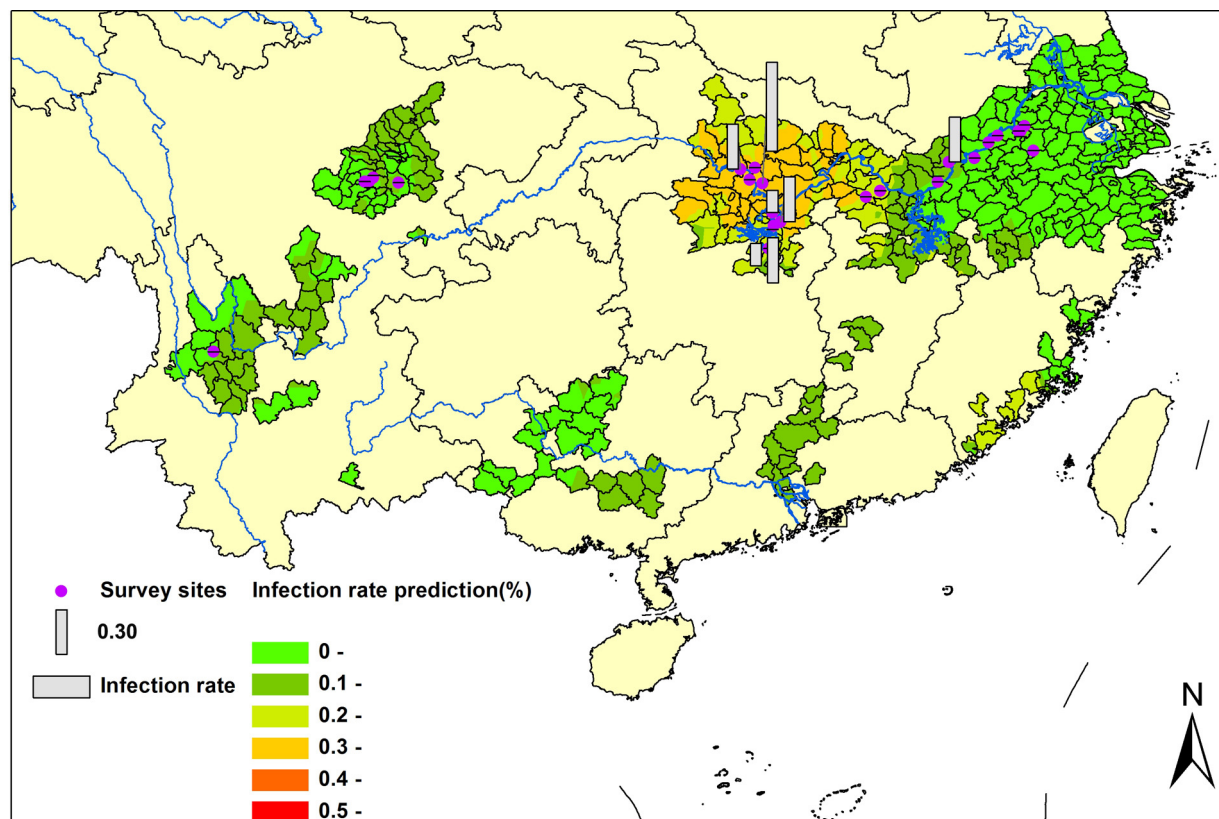 N
Survey sites
0.30
Infection rate
Infection rate prediction(%)
0 -
0.1 -
0.2 -
0.3 -
0.4 -
0.5 -